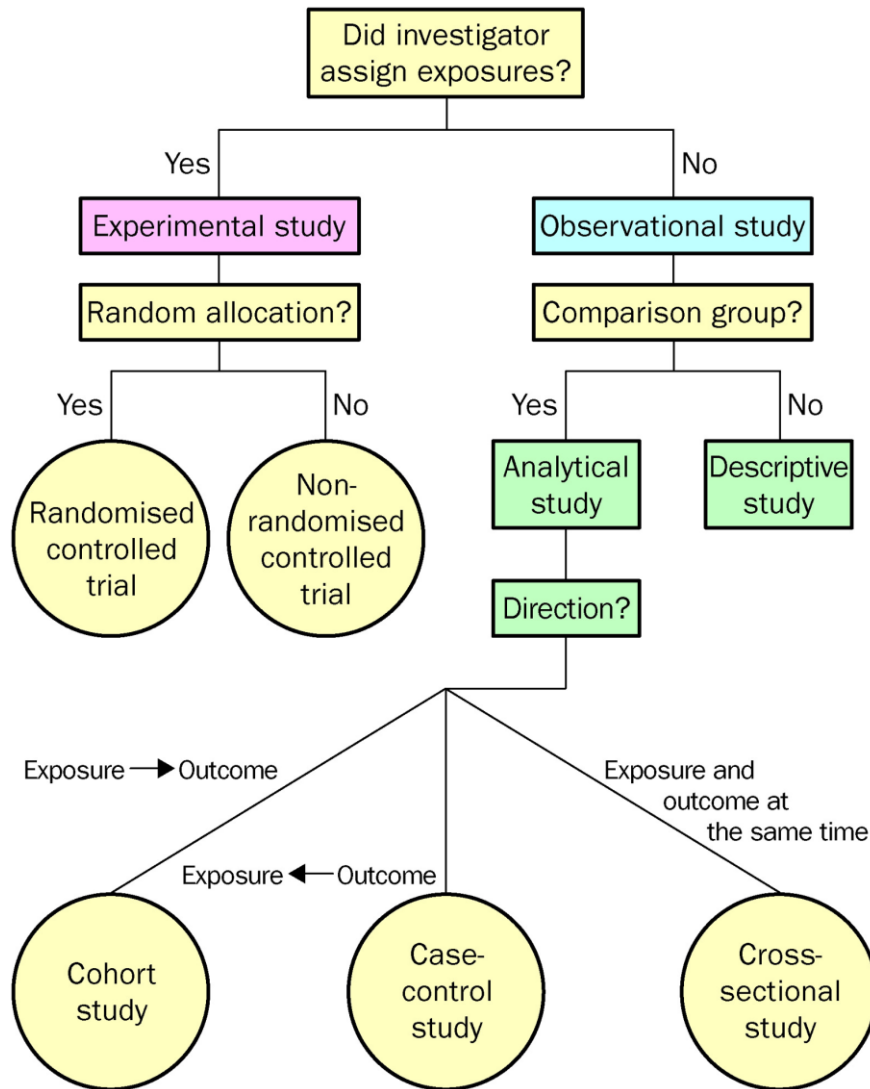 Did investigator
assign exposures?
Yes
No
Experimental study
Observational study
Random allocation?
Comparison group?
Yes
No
Yes
No
Randomised
controlled
trial
Non-
randomised
controlled
trial
Analytical
study
Descriptive
study
Direction?
Exposure → Outcome
Exposure and
outcome at
the same time
Exposure ← Outcome
Cohort
study
Case-
control
study
Cross-
sectional
study